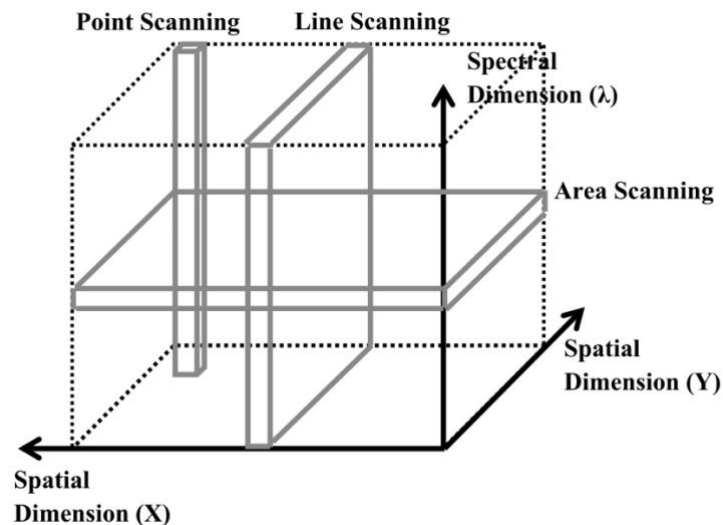 Point Scanning
Line Scanning
Spectral
Dimension (λ)
Area Scanning
Spatial
Dimension (Y)
Spatial
Dimension (X)